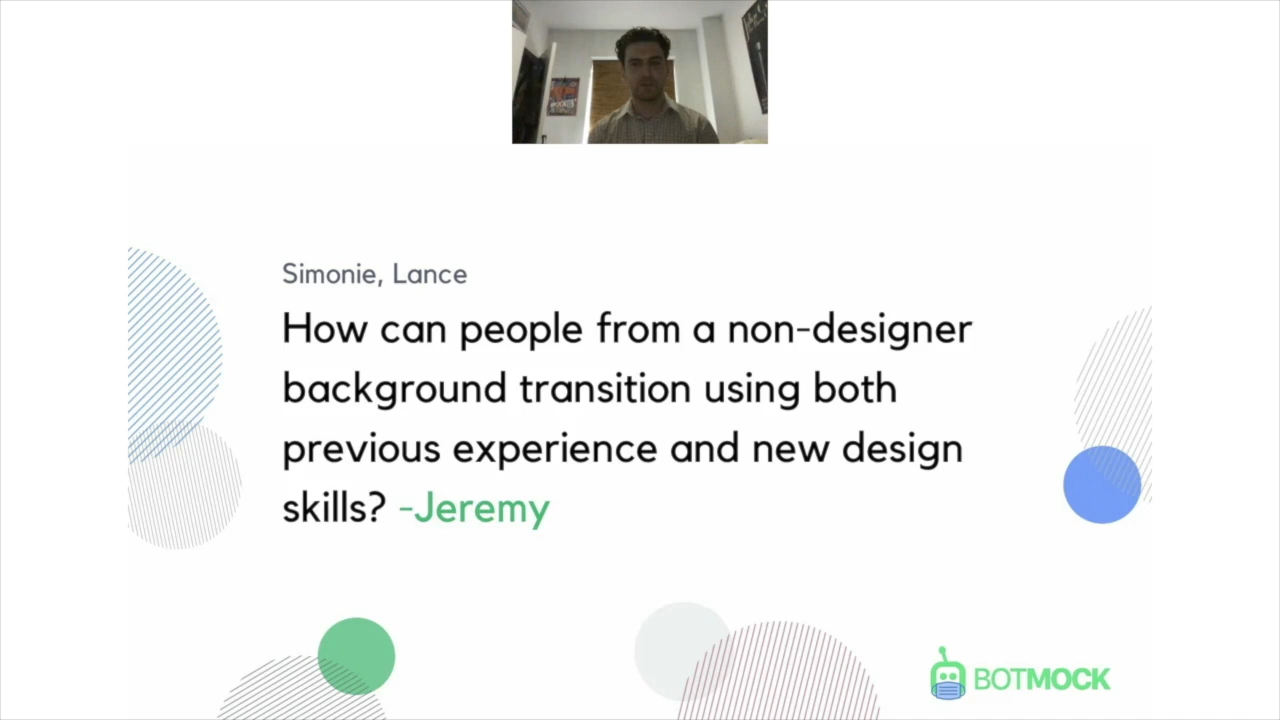 Simonie, Lance
How can people from a non-designer
background transition using both
previous experience and new design
skills? -Jeremy
BOTMOCK